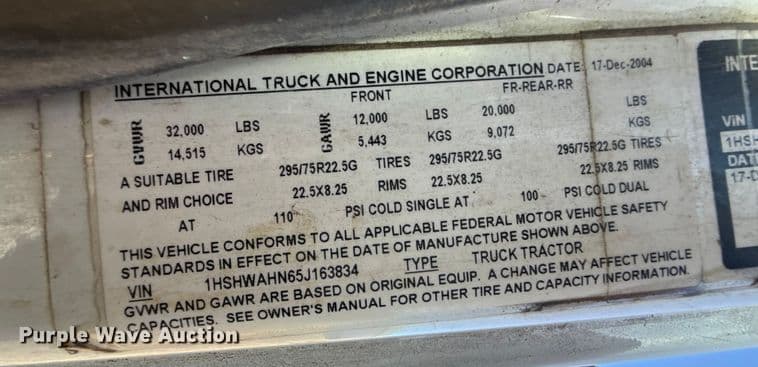 INTERNATIONAL TRUCK AND ENGINE CORPORATION DATE: 17-Dec-2004
FRONT FR-REAR-RR
GVWR 32,000 LBS GAWR 12,000 LBS 20,000 LBS
14,515 KGS 5,443 KGS 9,072 KGS
A SUITABLE TIRE 295/75R22.5G TIRES 295/75R22.5G 295/75R22.5G TIRES
AND RIM CHOICE 22.5X8.25 RIMS 22.5X8.25 22.5X8.25 RIMS
AT 110 PSI COLD SINGLE AT 100 PSI COLD DUAL
THIS VEHICLE CONFORMS TO ALL APPLICABLE FEDERAL MOTOR VEHICLE SAFETY
STANDARDS IN EFFECT ON THE DATE OF MANUFACTURE SHOWN ABOVE.
VIN 1HSHWAHN65J163834 TYPE TRUCK TRACTOR
GVWR AND GAWR ARE BASED ON ORIGINAL EQUIP. A CHANGE MAY AFFECT VEHICLE
CAPACITIES. SEE OWNER'S MANUAL FOR OTHER TIRE AND CAPACITY INFORMATION.
INTE
VIN
1HSH
DAT
17-D
Purple Wave Auction